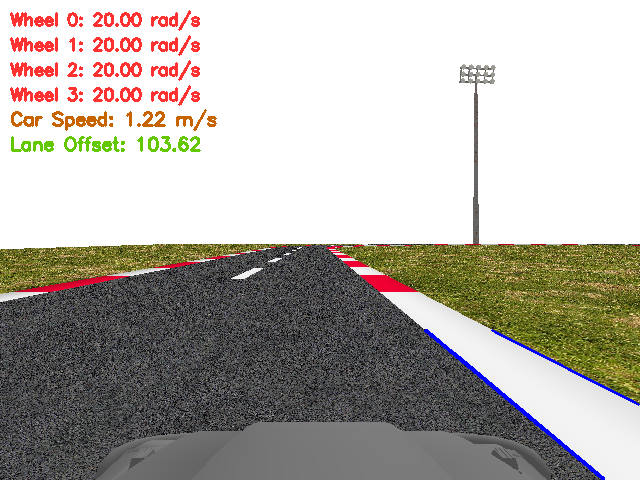 Wheel 0: 20.00 rad/s
Wheel 1: 20.00 rad/s
Wheel 2: 20.00 rad/s
Wheel 3: 20.00 rad/s
Car Speed: 1.22 m/s
Lane Offset: 103.62